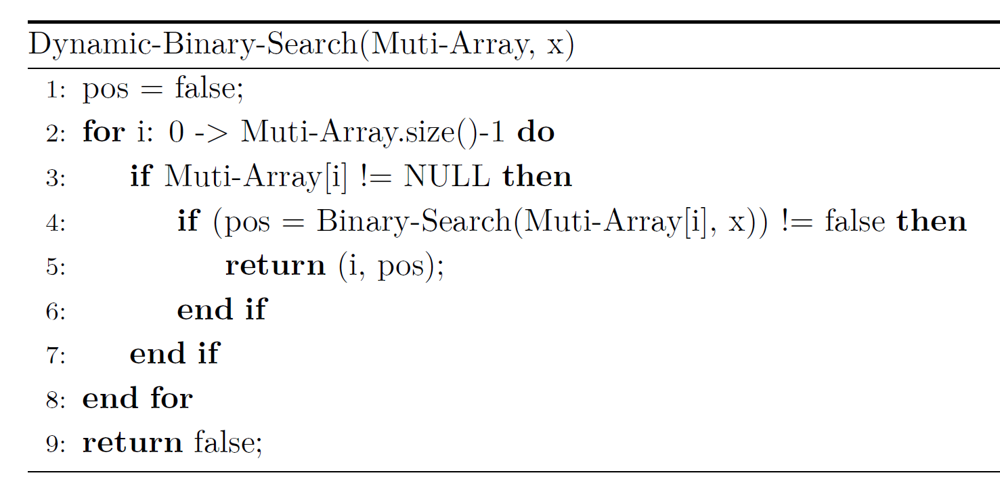 Dynamic-Binary-Search(Muti-Array, x)
1: pos = false;
2: for i: 0 -> Muti-Array.size()-1 do
3: if Muti-Array[i] != NULL then
4: if (pos = Binary-Search(Muti-Array[i], x)) != false then
5: return (i, pos);
6: end if
7: end if
8: end for
9: return false;